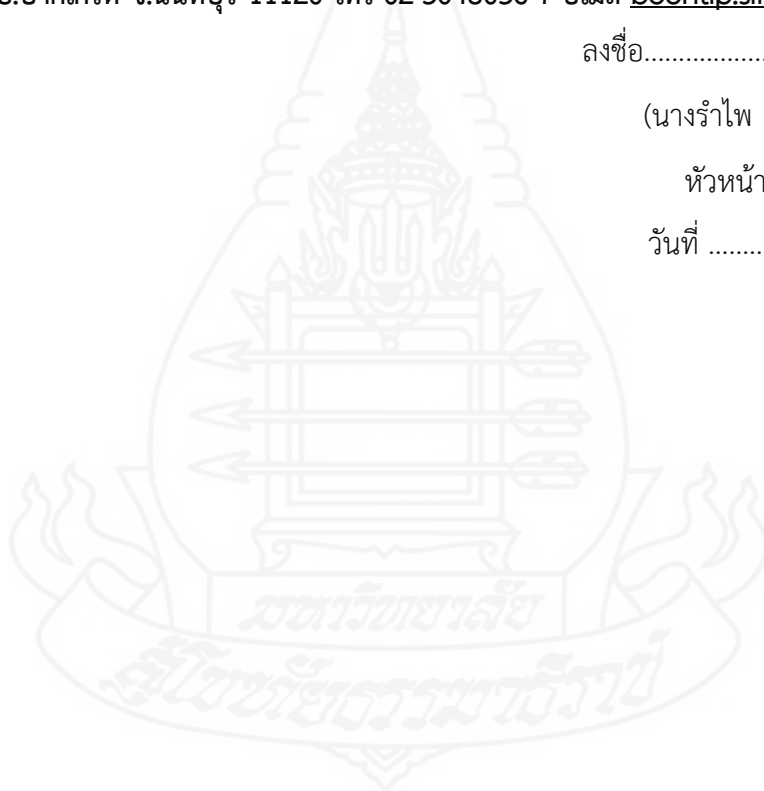 จ.นนทบุรี 11120 โทร 02
ลงชื่อ..................
(นางรำไพ
หัวหน้า
วันที่ ........
มหาวิทยาลัย
สุโขทัยธรรมาธิราช